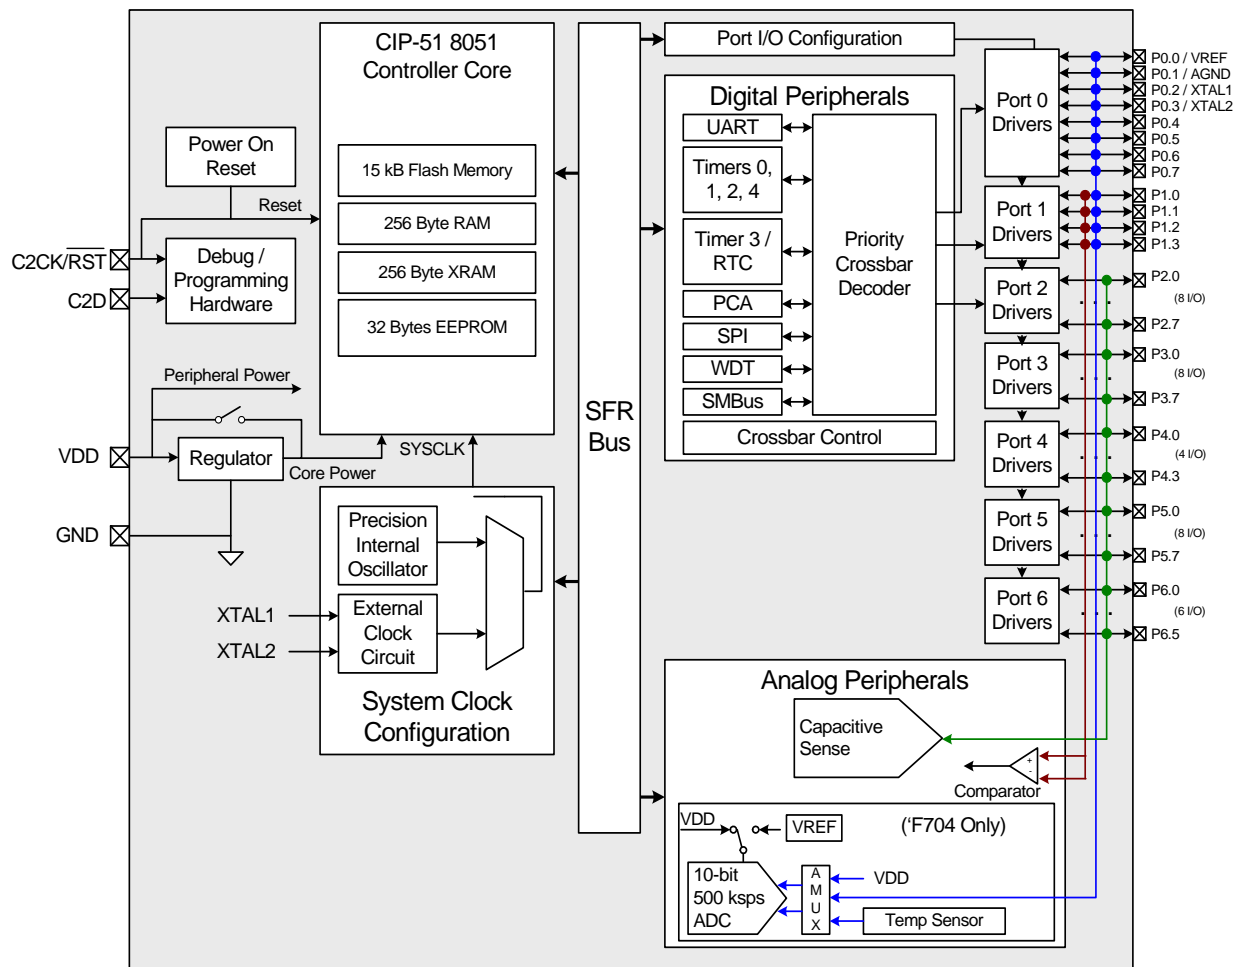 CIP-51 8051
Controller Core
15 kB Flash Memory
256 Byte RAM
256 Byte XRAM
32 Bytes EEPROM
Power On
Reset
Reset
C2CK/RST
Debug /
Programming
Hardware
C2D
Peripheral Power
VDD
Regulator
Core Power
SYSCLK
GND
Precision
Internal
Oscillator
XTAL1
XTAL2
External
Clock
Circuit
System Clock
Configuration
SFR
Bus
Port I/O Configuration
Digital Peripherals
UART
Timers 0,
1, 2, 4
Timer 3 /
RTC
PCA
SPI
WDT
SMBus
Priority
Crossbar
Decoder
Crossbar Control
Port 0
Drivers
Port 1
Drivers
Port 2
Drivers
Port 3
Drivers
Port 4
Drivers
Port 5
Drivers
Port 6
Drivers
P0.0 / VREF
P0.1 / AGND
P0.2 / XTAL1
P0.3 / XTAL2
P0.4
P0.5
P0.6
P0.7
P1.0
P1.1
P1.2
P1.3
P2.0
(8 I/O)
P2.7
P3.0
(8 I/O)
P3.7
P4.0
(4 I/O)
P4.3
P5.0
(8 I/O)
P5.7
P6.0
(6 I/O)
P6.5
Analog Peripherals
Capacitive
Sense
+
-
Comparator
VDD
VREF
('F704 Only)
10-bit
500 ksps
ADC
A
M
U
X
VDD
Temp Sensor